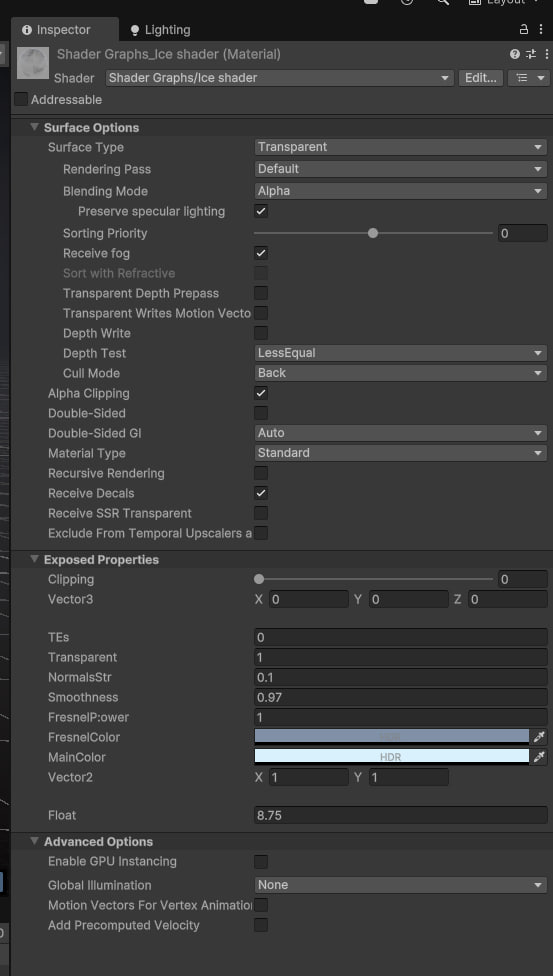 Layout
Inspector
Lighting
Shader Graphs_Ice shader (Material)
Shader Shader Graphs/Ice shader Edit...
Addressable
Surface Options
Surface Type Transparent
Rendering Pass Default
Blending Mode Alpha
Preserve specular lighting
Sorting Priority 0
Receive fog
Sort with Refractive
Transparent Depth Prepass
Transparent Writes Motion Vecto
Depth Write
Depth Test LessEqual
Cull Mode Back
Alpha Clipping
Double-Sided
Double-Sided GI Auto
Material Type Standard
Recursive Rendering
Receive Decals
Receive SSR Transparent
Exclude From Temporal Upscalers a
Exposed Properties
Clipping 0
Vector3 X 0 Y 0 Z 0
TEs 0
Transparent 1
NormalsStr 0.1
Smoothness 0.97
FresnelP:ower 1
FresnelColor HDR
MainColor HDR
Vector2 X 1 Y 1
Float 8.75
Advanced Options
Enable GPU Instancing
Global Illumination None
Motion Vectors For Vertex Animatio
Add Precomputed Velocity